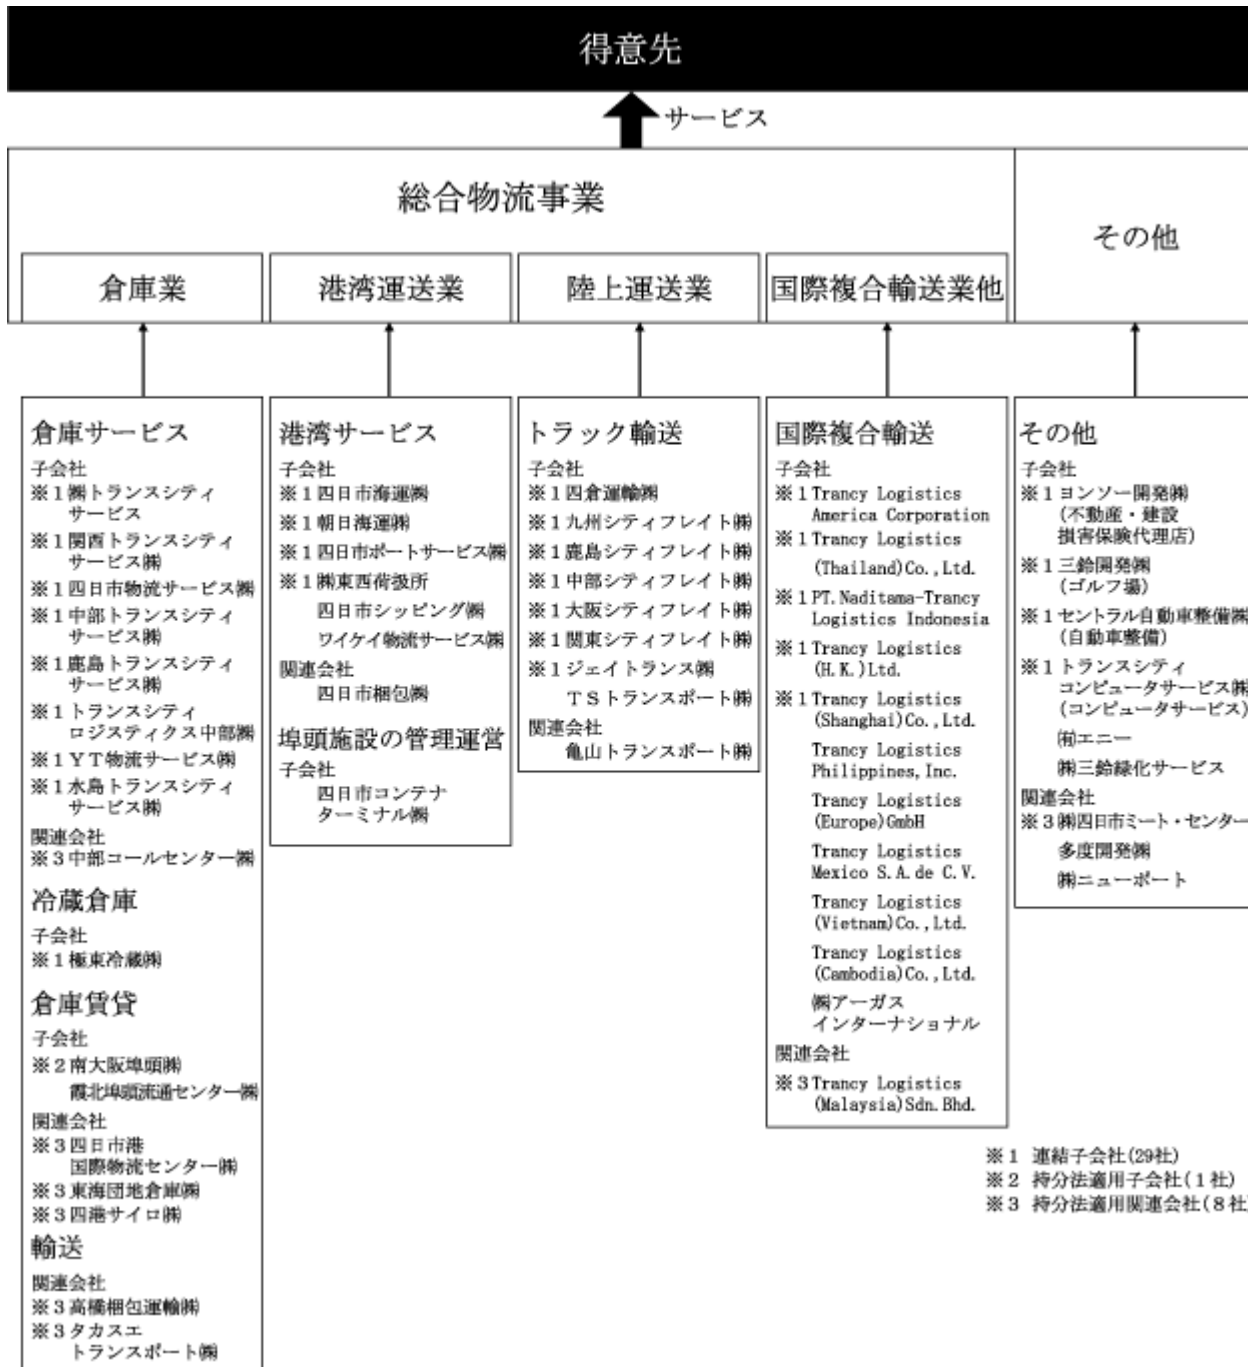 得意先
サービス
総合物流事業
その他
倉庫業
港湾運送業
陸上運送業
国際複合輸送業他
倉庫サービス
子会社
※1㈱トランスシティ
サービス
※1関西トランスシティ
サービス㈱
※1四日市物流サービス㈱
※1中部トランスシティ
サービス㈱
※1鹿島トランスシティ
サービス㈱
※1トランスシティ
ロジスティクス中部㈱
※1YT物流サービス㈱
※1水島トランスシティ
サービス㈱
関連会社
※3中部コールセンター㈱
冷蔵倉庫
子会社
※1極東冷蔵㈱
倉庫賃貸
子会社
※2南大阪埠頭㈱
霞北埠頭流通センター㈱
関連会社
※3四日市港
国際物流センター㈱
※3東海団地倉庫㈱
※3四港サイロ㈱
輸送
関連会社
※3高橋梱包運輸㈱
※3タカスエ
トランスポート㈱
港湾サービス
子会社
※1四日市海運㈱
※1朝日海運㈱
※1四日市ポートサービス㈱
※1㈱東西荷扱所
四日市シッピング㈱
ワイケイ物流サービス㈱
関連会社
四日市梱包㈱
埠頭施設の管理運営
子会社
四日市コンテナ
ターミナル㈱
トラック輸送
子会社
※1四倉運輸㈱
※1九州シティフレイト㈱
※1鹿島シティフレイト㈱
※1中部シティフレイト㈱
※1大阪シティフレイト㈱
※1関東シティフレイト㈱
※1ジェイトランス㈱
TSトランスポート㈱
関連会社
亀山トランスポート㈱
国際複合輸送
子会社
※1Trancy Logistics
America Corporation
※1Trancy Logistics
(Thailand)Co.,Ltd.
※1PT.Naditama-Trancy
Logistics Indonesia
※1Trancy Logistics
(H.K.)Ltd.
※1Trancy Logistics
(Shanghai)Co.,Ltd.
Trancy Logistics
Philippines,Inc.
Trancy Logistics
(Europe)GmbH
Trancy Logistics
Mexico S.A.de C.V.
Trancy Logistics
(Vietnam)Co.,Ltd.
Trancy Logistics
(Cambodia)Co.,Ltd.
㈱アーガス
インターナショナル
関連会社
※3Trancy Logistics
(Malaysia)Sdn.Bhd.
その他
子会社
※1ヨンソー開発㈱
(不動産・建設
損害保険代理店)
※1三鈴開発㈱
(ゴルフ場)
※1セントラル自動車整備㈱
(自動車整備)
※1トランスシティ
コンピュータサービス㈱
(コンピュータサービス)
㈲エニー
㈱三鈴緑化サービス
関連会社
※3㈱四日市ミート・センター
多度開発㈱
㈱ニューポート
※1 連結子会社(29社)
※2 持分法適用子会社(1社)
※3 持分法適用関連会社(8社)